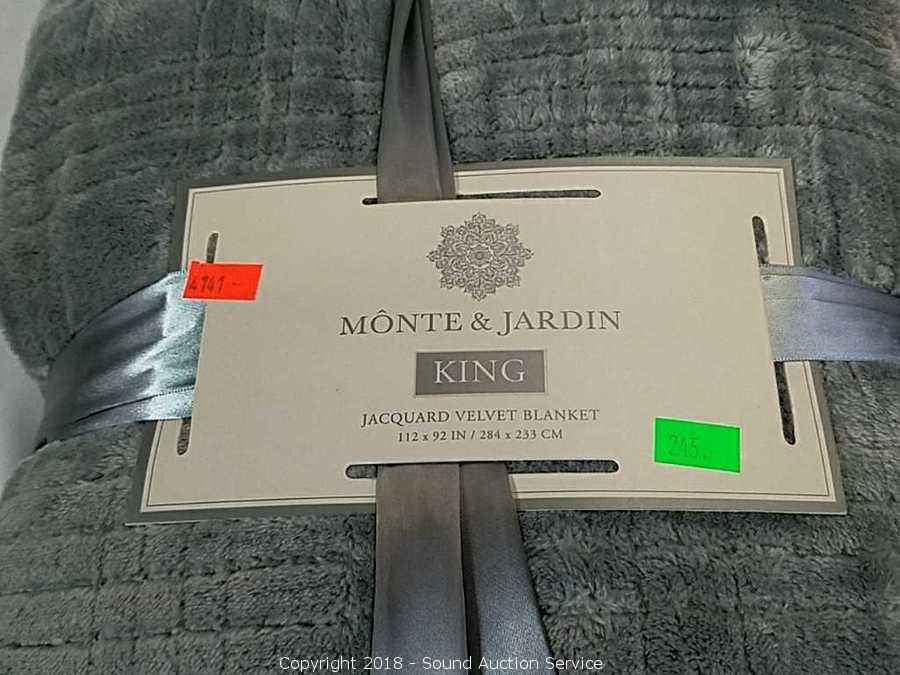 4141-
MÔNTE & JARDIN
KING
JACQUARD VELVET BLANKET
112 x 92 IN / 284 x 233 CM
245.
Copyright 2018 - Sound Auction Service